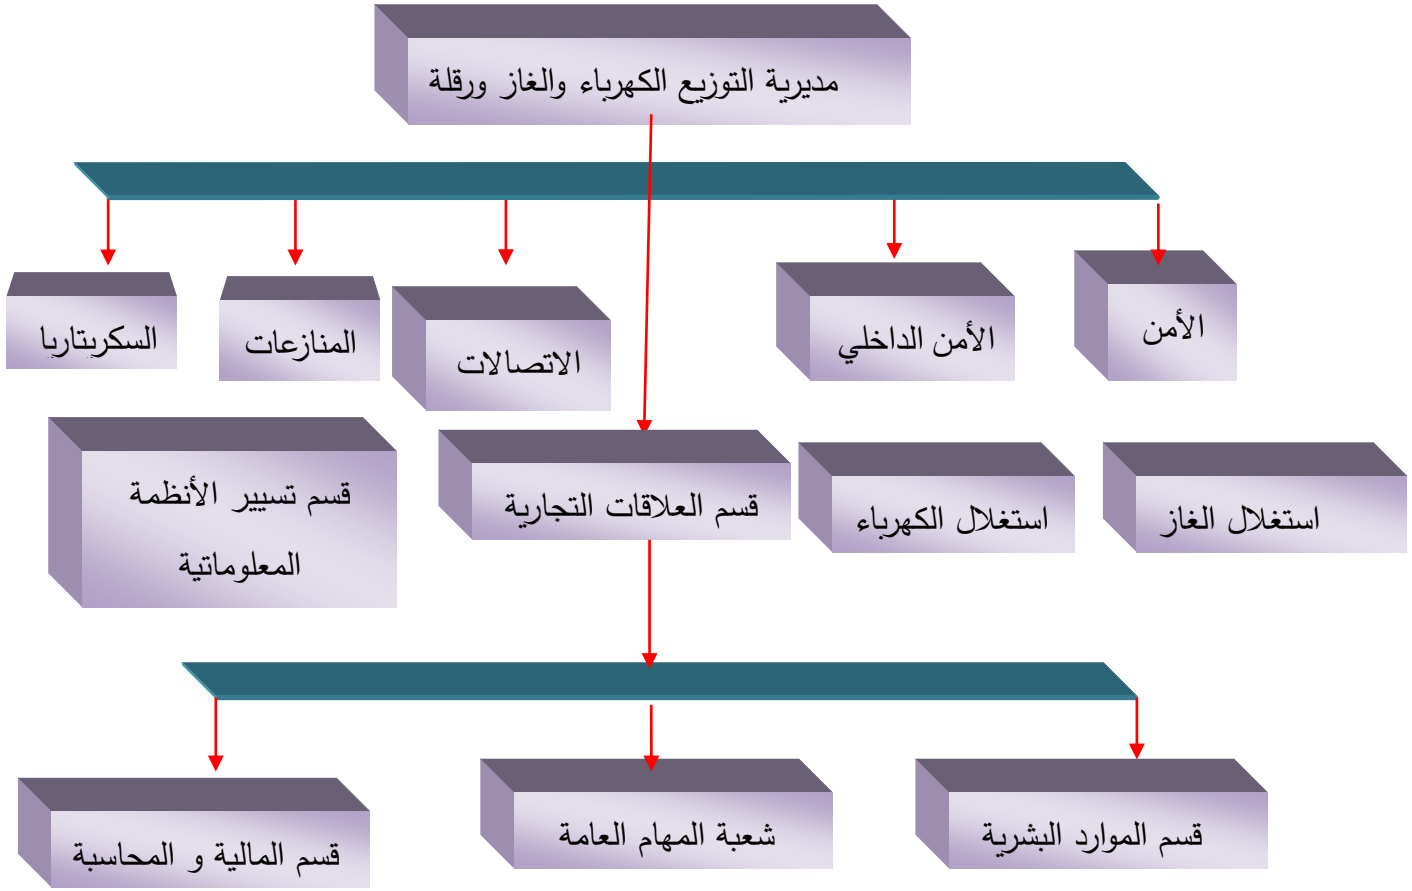 مديرية التوزيع الكهرباء والغاز ورقلة
الأمن
الأمن الداخلي
الاتصالات
المنازعات
السكريتاريا
استغلال الغاز
استغلال الكهرباء
قسم العلاقات التجارية
قسم تسيير الأنظمة
المعلوماتية
قسم الموارد البشرية
شعبة المهام العامة
قسم المالية و المحاسبة